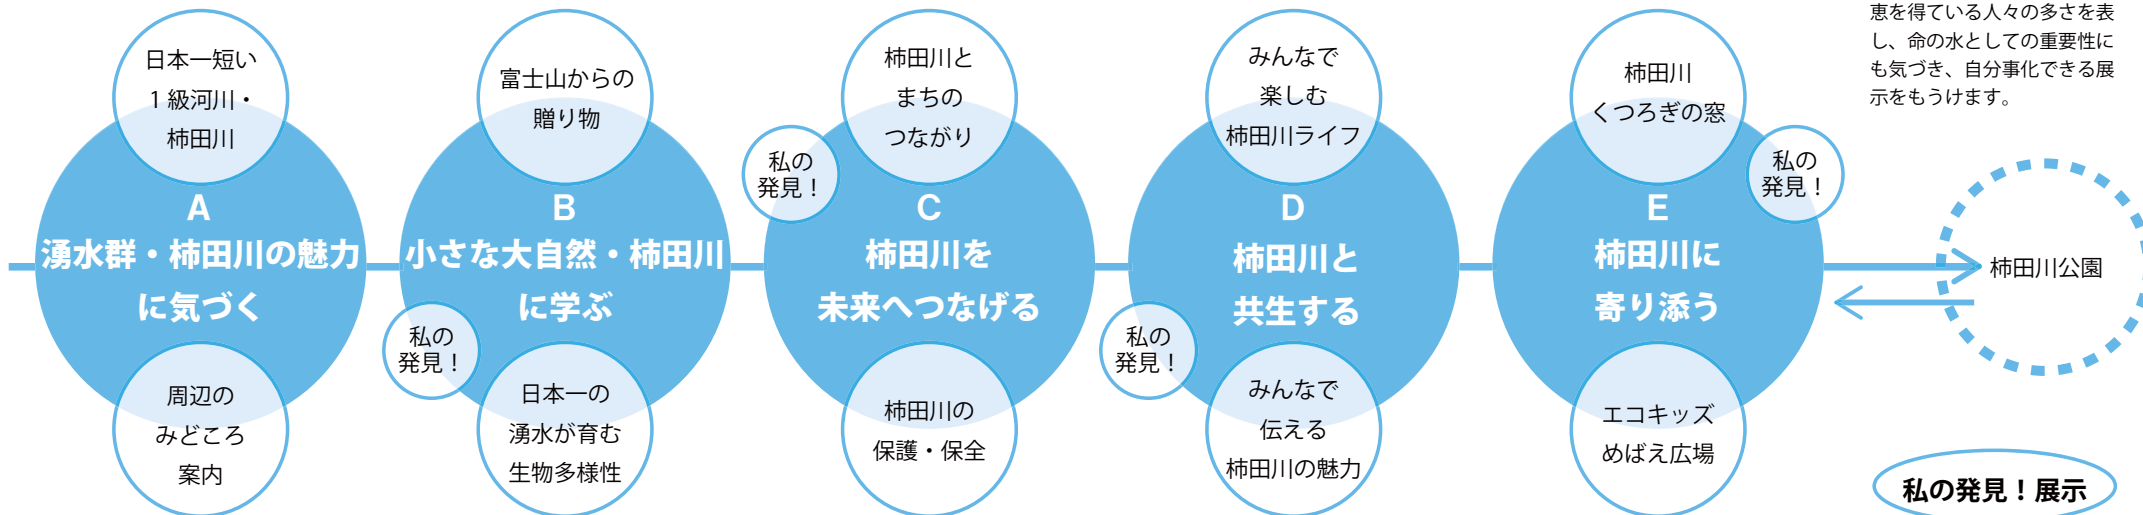 恵を得ている人々の多さを表
し、命の水としての重要性に
も気づき、自分事化できる展
示をもうけます。
日本一短い
1級河川・
柿田川
A
湧水群・柿田川の魅力
に気づく
周辺の
みどころ
案内
富士山からの
贈り物
B
小さな大自然・柿田川
に学ぶ
私の
発見！
日本一の
湧水が育む
生物多様性
柿田川と
まちの
つながり
私の
発見！
C
柿田川を
未来へつなげる
柿田川の
保護・保全
みんなで
楽しむ
柿田川ライフ
D
柿田川と
共生する
私の
発見！
みんなで
伝える
柿田川の魅力
柿田川
くつろぎの窓
私の
発見！
E
柿田川に
寄り添う
エコキッズ
めばえ広場
柿田川公園
私の発見！展示